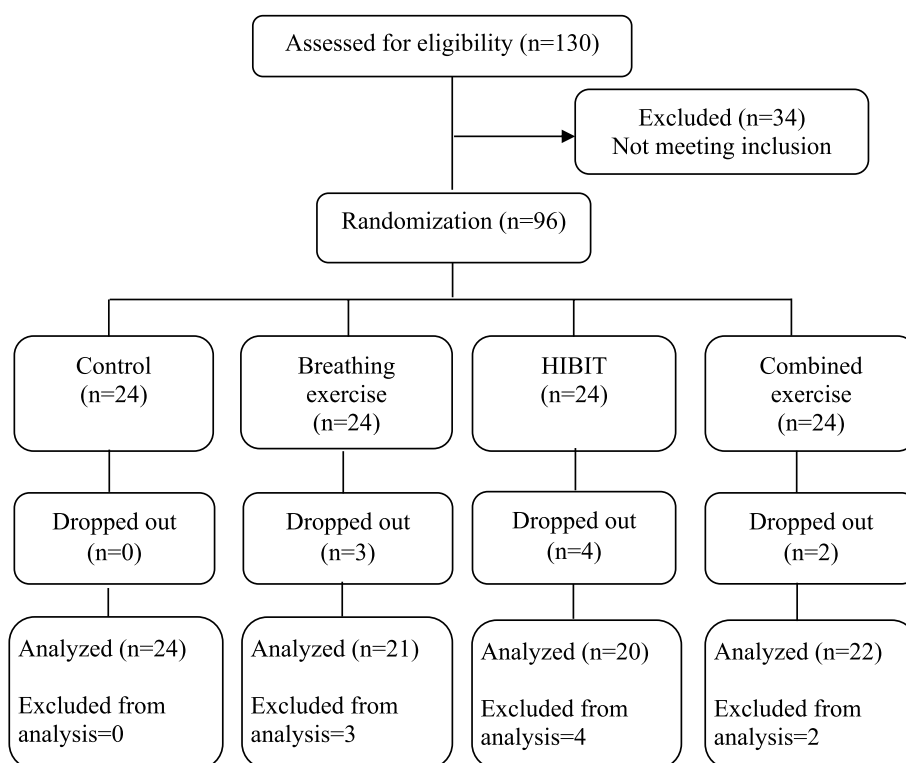 Assessed for eligibility (n=130)
Excluded (n=34)
Not meeting inclusion
Randomization (n=96)
Control
(n=24)
Breathing
exercise
(n=24)
HIBIT
(n=24)
Combined
exercise
(n=24)
Dropped out
(n=0)
Dropped out
(n=3)
Dropped out
(n=4)
Dropped out
(n=2)
Analyzed (n=24)
Excluded from
analysis=0
Analyzed (n=21)
Excluded from
analysis=3
Analyzed (n=20)
Excluded from
analysis=4
Analyzed (n=22)
Excluded from
analysis=2